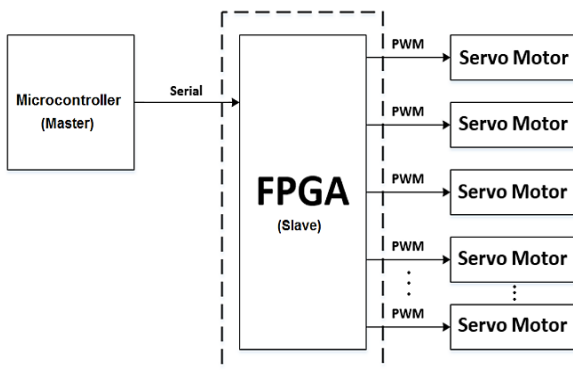 Microcontroller
(Master)
Serial
FPGA
(Slave)
PWM
Servo Motor
PWM
Servo Motor
PWM
Servo Motor
PWM
Servo Motor
PWM
Servo Motor